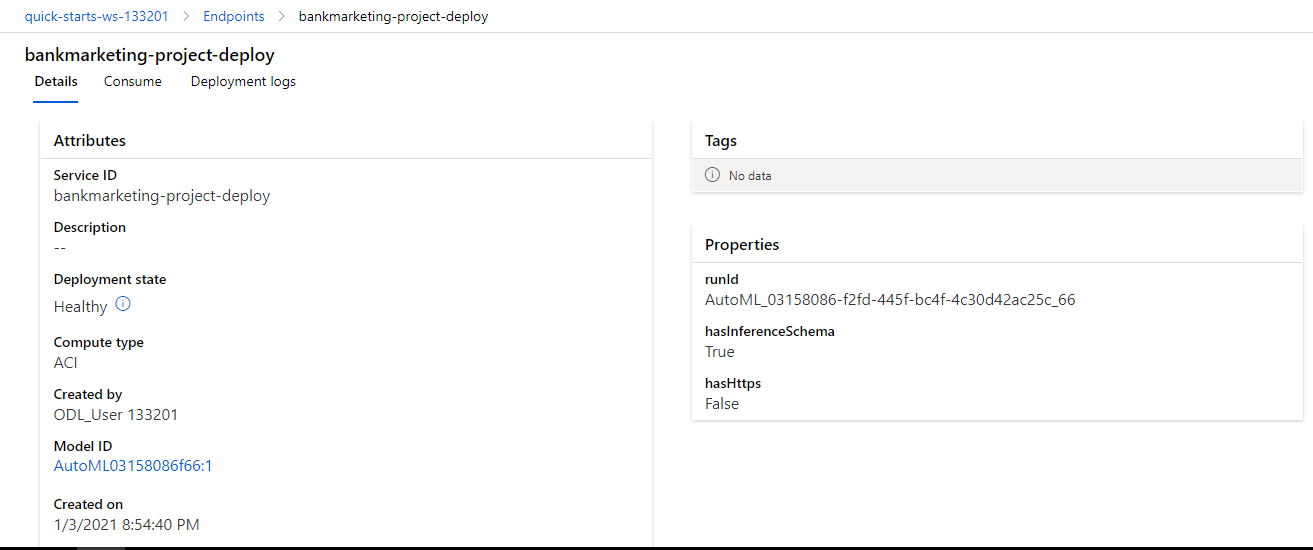 quick-starts-ws-133201 > Endpoints > bankmarketing-project-deploy
bankmarketing-project-deploy
Details Consume Deployment logs
Attributes
Service ID
bankmarketing-project-deploy
Description
--
Deployment state
Healthy
Compute type
ACI
Created by
ODL_User 133201
Model ID
AutoML03158086f66:1
Created on
1/3/2021 8:54:40 PM
Tags
No data
Properties
runId
AutoML_03158086-f2fd-445f-bc4f-4c30d42ac25c_66
hasInferenceSchema
True
hasHttps
False